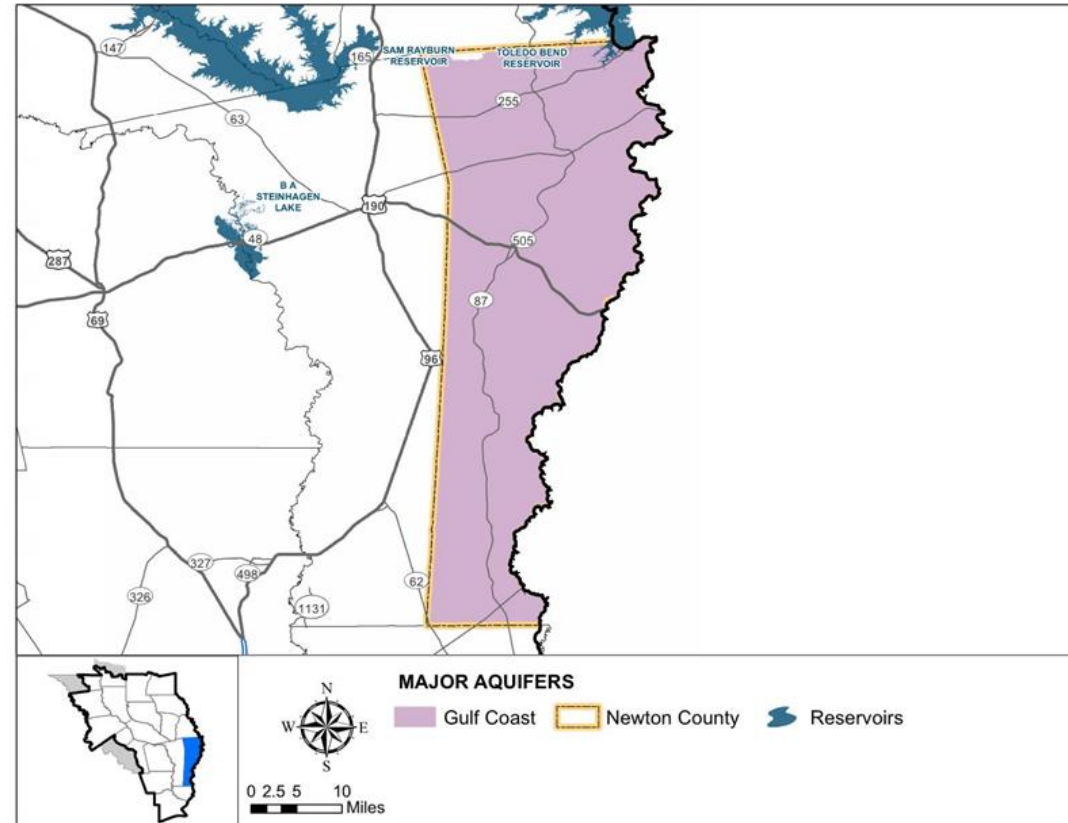 147
165
SAM RAYBURN
RESERVOIR
TOLEDO BEND
RESERVOIR
255
63
B A
STEINHAGEN
LAKE
190
48
505
287
87
69
96
327
498
62
326
1131
N
W
E
S
0 2.5 5 10
Miles
MAJOR AQUIFERS
Gulf Coast
Newton County
Reservoirs